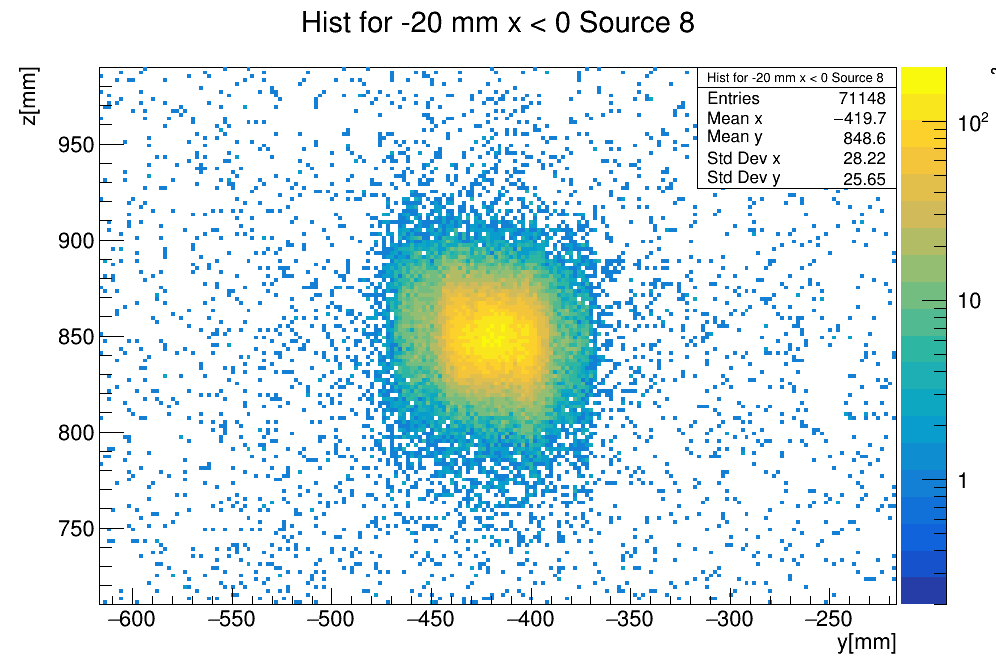 Hist for -20 mm x < 0 Source 8
z[mm]
Hist for -20 mm x < 0 Source 8
Entries 71148
Mean x −419.7
Mean y 848.6
Std Dev x 28.22
Std Dev y 25.65
950
900
850
800
750
10²
10
1
−600 −550 −500 −450 −400 −350 −300 −250
y[mm]